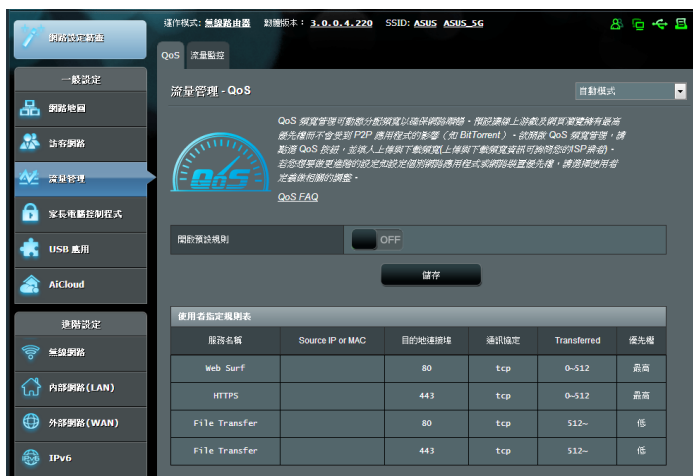 運作模式: 無線路由器 韌體版本: 3.0.0.4.220 SSID: ASUS ASUS_5G
網路設定精靈
一般設定
網路地圖
訪客網路
流量管理
家長電腦控制程式
USB 應用
AiCloud
進階設定
無線網路
內部網路(LAN)
外部網路(WAN)
IPv6
QoS 流量監控
流量管理 - QoS
自動模式
QoS 頻寬管理可動態分配頻寬以確保網路順暢。預設讓線上遊戲及網頁瀏覽擁有最高
優先權而不會受到 P2P 應用程式的影響（如 BitTorrent）。欲開啟 QoS 頻寬管理，請
點選 QoS 按鈕，並填入上傳與下載頻寬(上傳與下載頻寬資訊可詢問您的ISP業者)。
若您想要做更進階的設定如設定個別網路應用程式或網路裝置優先權，請選擇使用者
定義做相關的調整。
QoS FAQ
QoS
開啟預設規則
OFF
儲存
使用者指定規則表
服務名稱 Source IP or MAC 目的地連接埠 通訊協定 Transferred 優先權
Web Surf 80 tcp 0~512 最高
HTTPS 443 tcp 0~512 最高
File Transfer 80 tcp 512~ 低
File Transfer 443 tcp 512~ 低